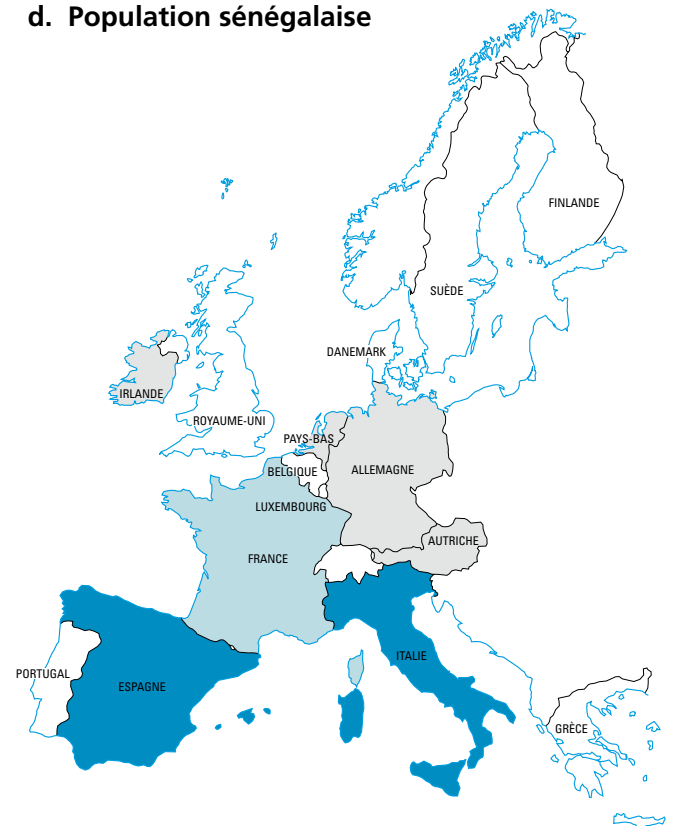 d. Population sénégalaise
FINLANDE
SUÈDE
DANEMARK
IRLANDE
ROYAUME-UNI
PAYS-BAS
BELGIQUE
ALLEMAGNE
LUXEMBOURG
AUTRICHE
FRANCE
ITALIE
PORTUGAL
ESPAGNE
GRÈCE